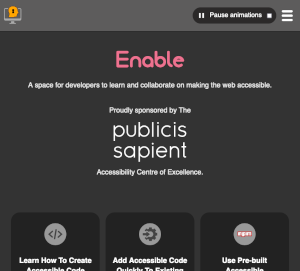 Pause animations
Enable
A space for developers to learn and collaborate on making the web accessible.
Proudly sponsored by The
publicis
sapient
Accessibility Centre of Excellence.
Learn How To Create
Accessible Code
Add Accessible Code
Quickly To Existing
Use Pre-built
Accessible